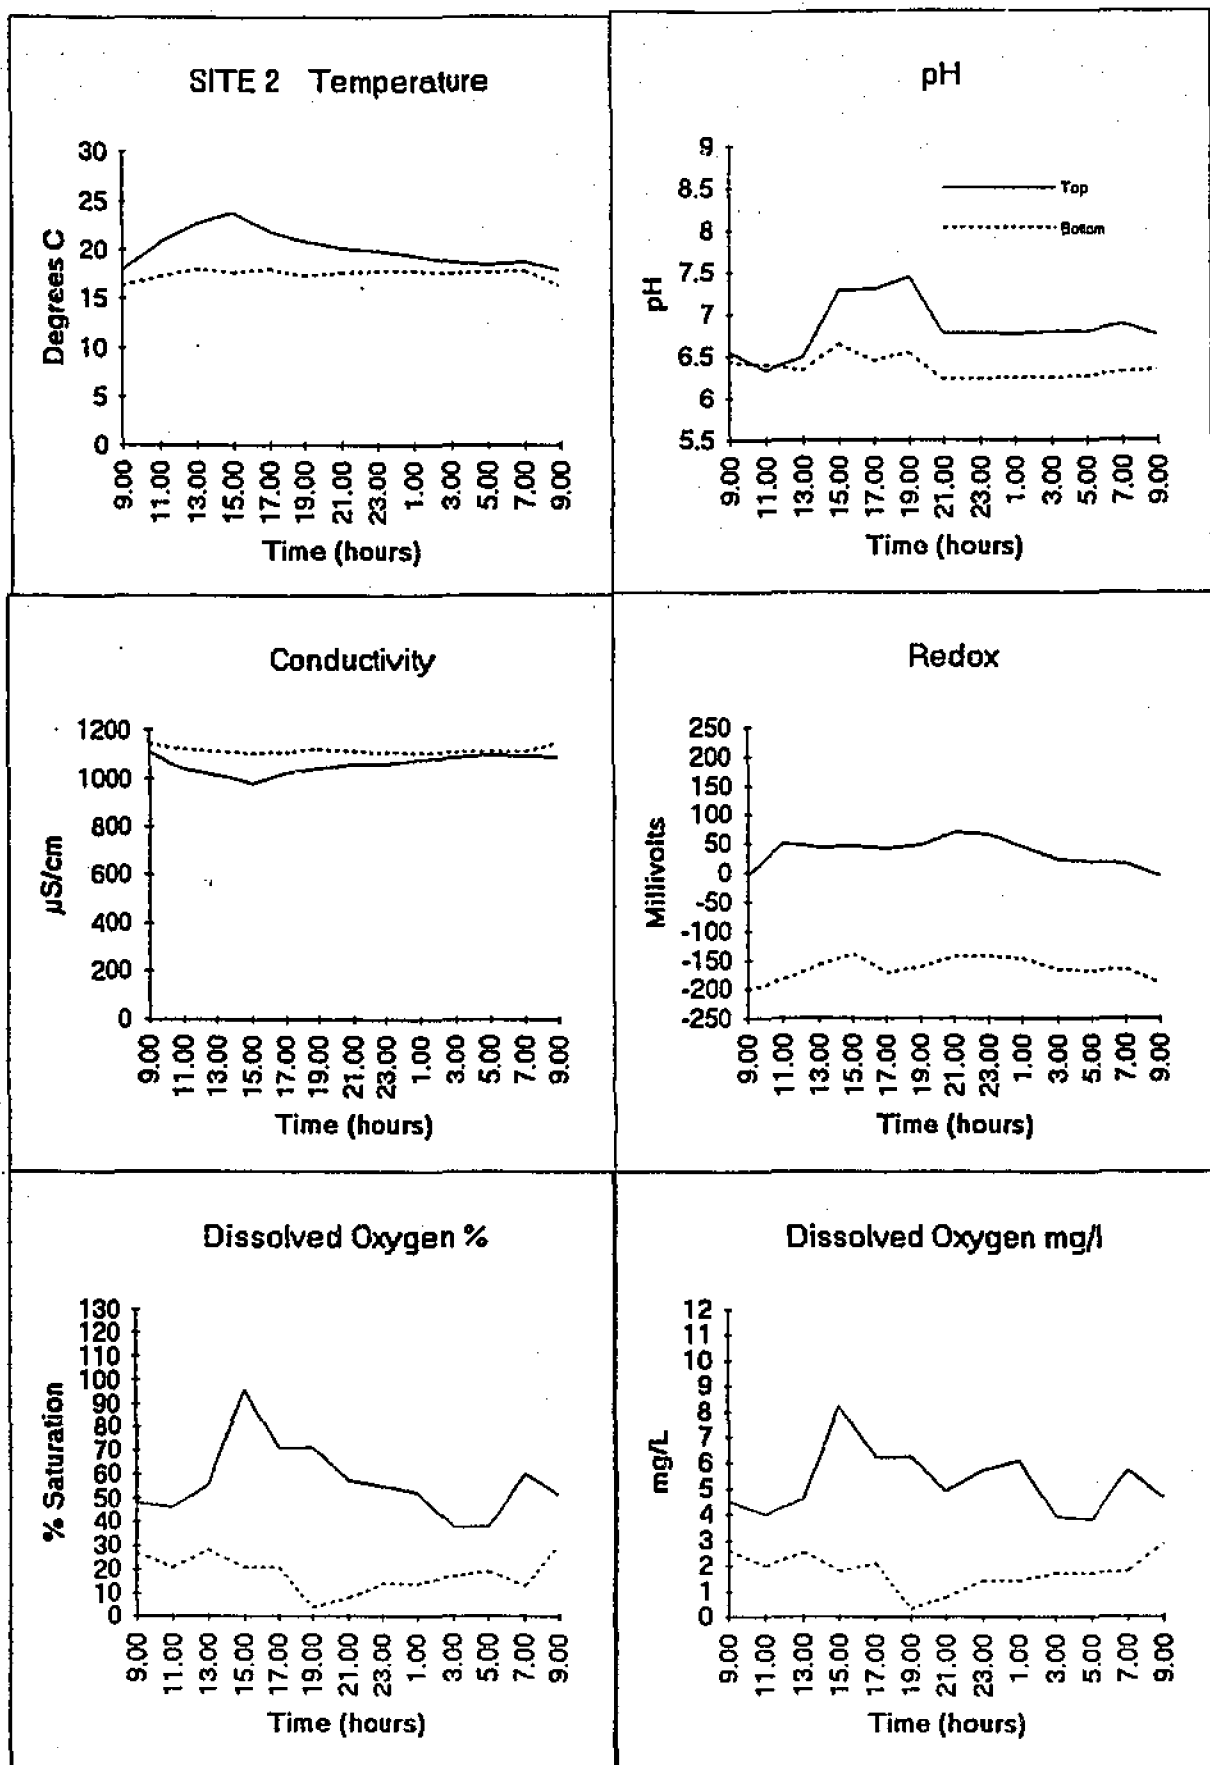 SITE 2 Temperature
30
25
20
15
10
5
0
Degrees C
9.00 11.00 13.00 15.00 17.00 19.00 21.00 23.00 1.00 3.00 5.00 7.00 9.00
Time (hours)
pH
9
8.5
8
7.5
7
6.5
6
5.5
pH
Top
Bottom
9.00 11.00 13.00 15.00 17.00 19.00 21.00 23.00 1.00 3.00 5.00 7.00 9.00
Time (hours)
Conductivity
1200
1000
800
600
400
200
0
µS/cm
9.00 11.00 13.00 15.00 17.00 19.00 21.00 23.00 1.00 3.00 5.00 7.00 9.00
Time (hours)
Redox
250
200
150
100
50
0
-50
-100
-150
-200
-250
Millivolts
9.00 11.00 13.00 15.00 17.00 19.00 21.00 23.00 1.00 3.00 5.00 7.00 9.00
Time (hours)
Dissolved Oxygen %
130
120
110
100
90
80
70
60
50
40
30
20
10
0
% Saturation
9.00 11.00 13.00 15.00 17.00 19.00 21.00 23.00 1.00 3.00 5.00 7.00 9.00
Time (hours)
Dissolved Oxygen mg/l
12
11
10
9
8
7
6
5
4
3
2
1
0
mg/L
9.00 11.00 13.00 15.00 17.00 19.00 21.00 23.00 1.00 3.00 5.00 7.00 9.00
Time (hours)